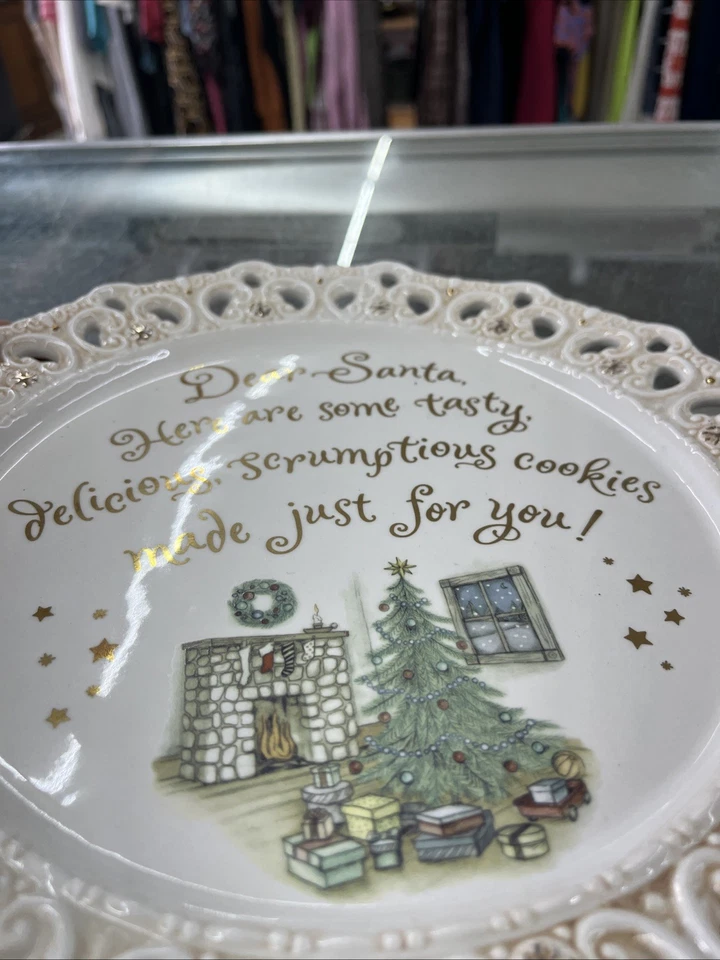 Dear Santa,
Here are some tasty,
delicious, scrumptious cookies
made just for you!